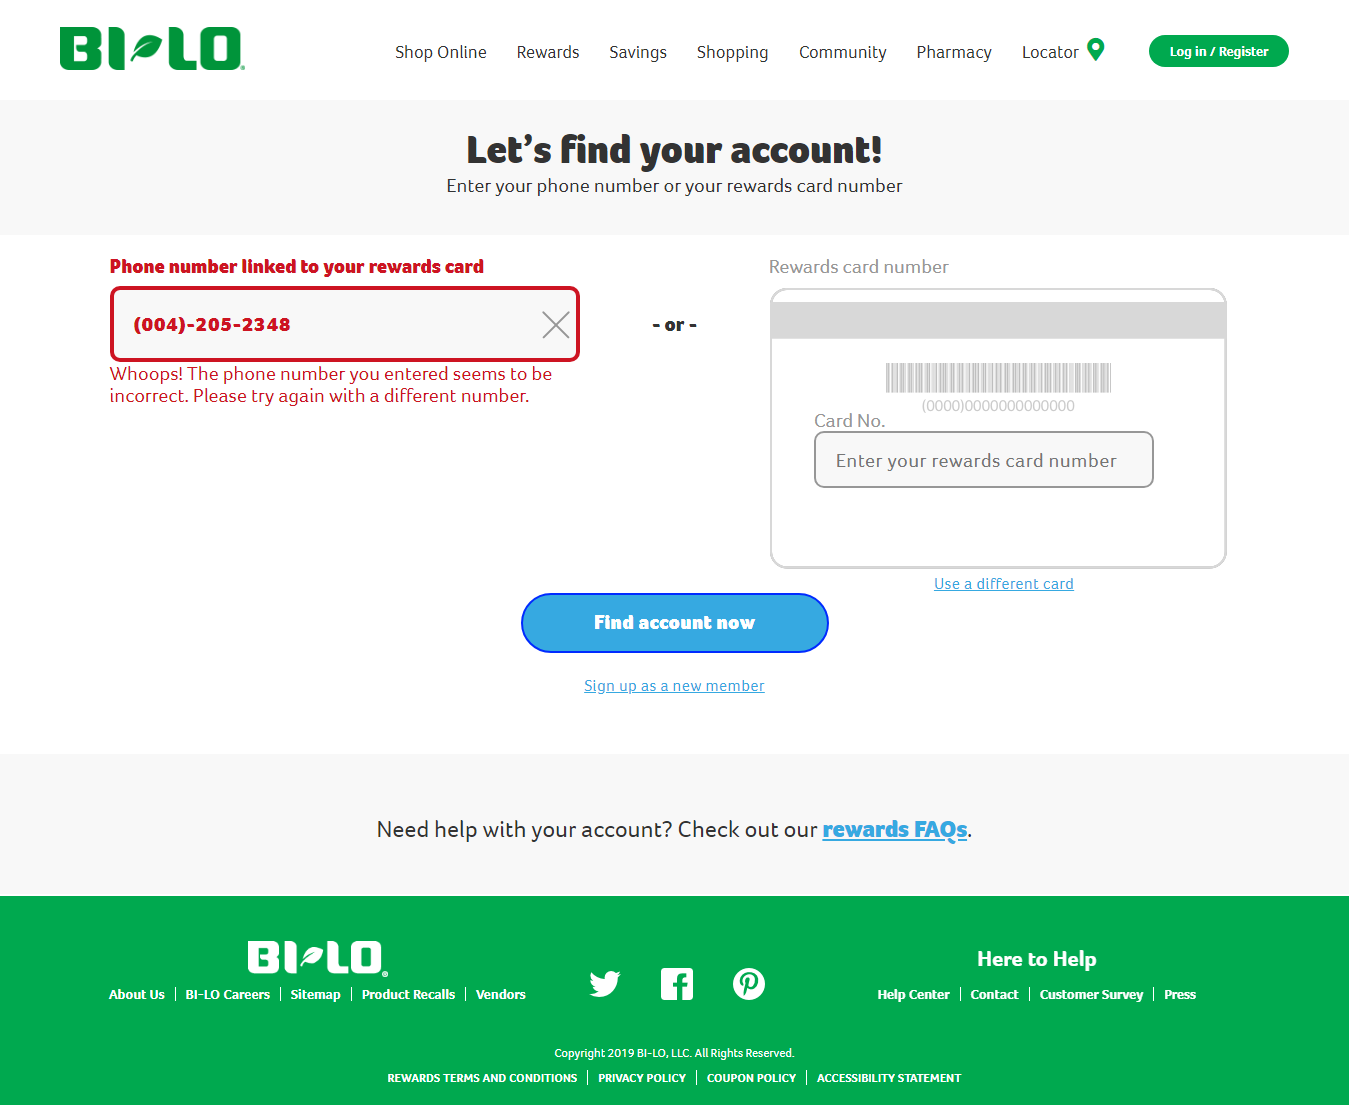 BI-LO®
Shop Online
Rewards
Savings
Shopping
Community
Pharmacy
Locator
Log in / Register
Let's find your account!
Enter your phone number or your rewards card number
Phone number linked to your rewards card
(004)-205-2348
Whoops! The phone number you entered seems to be
incorrect. Please try again with a different number.
- or -
Rewards card number
(0000)0000000000000
Card No.
Enter your rewards card number
Use a different card
Find account now
Sign up as a new member
Need help with your account? Check out our rewards FAQs.
BI-LO®
About Us
BI-LO Careers
Sitemap
Product Recalls
Vendors
Here to Help
Help Center
Contact
Customer Survey
Press
Copyright 2019 BI-LO, LLC. All Rights Reserved.
REWARDS TERMS AND CONDITIONS
PRIVACY POLICY
COUPON POLICY
ACCESSIBILITY STATEMENT